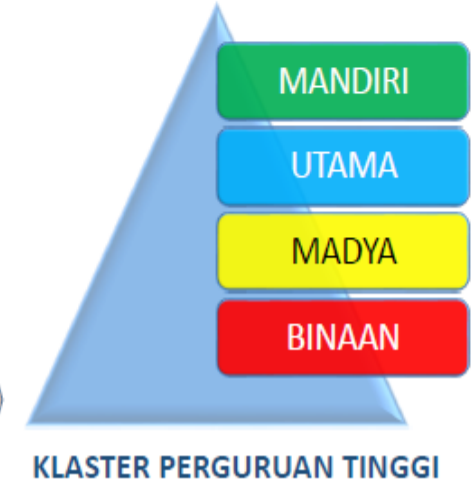 MANDIRI
UTAMA
MADYA
BINAAN
KLASTER PERGURUAN TINGGI